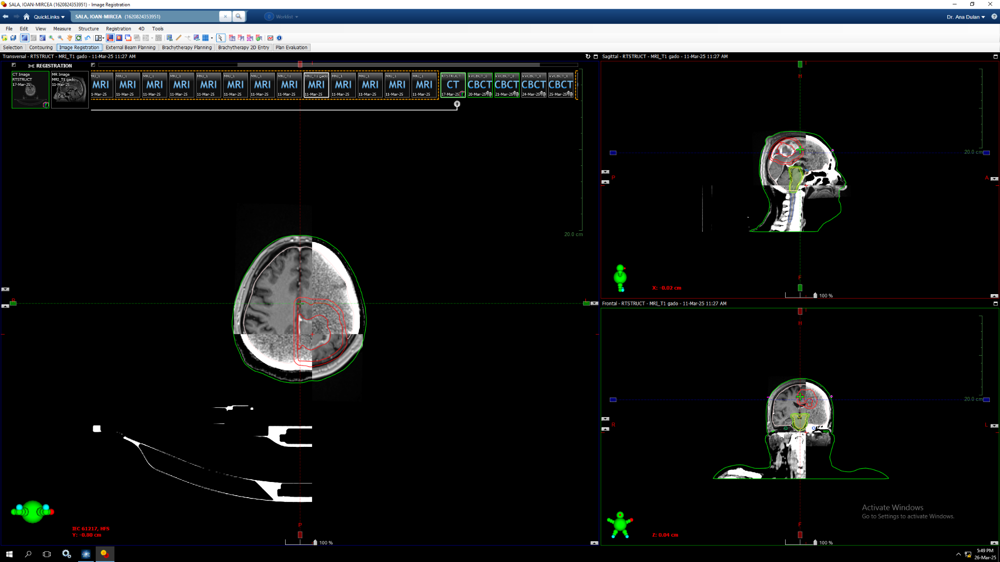 SALA, IOAN-MIRCEA (1620824353951) - Image Registration
QuickLinks
SALA, IOAN-MIRCEA (1620824353951)
0 Worklist
Dr. Ana Dulan
File Edit View Measure Structure Registration 4D Tools
Selection Contouring Image Registration External Beam Planning Brachytherapy Planning Brachytherapy 2D Entry Plan Evaluation
Transversal - RTSTRUCT - MRI_T1 gado - 11-Mar-25 11:27 AM
REGISTRATION
CT Image
RTSTRUCT
17-Mar-25
MR Image
MRI_T1 gado
11-Mar-25
MRI_1 MRI_1 MRI_1 MRI_1 MRI_1 MRI_1 MRI_1 MRI_T1 MRI_T1 gado MRI_1 MRI_1 MRI_1 MRI_1 RTSTRUCT kVCBCT_0 kVCBCT_0 kVCBCT_0 kVCBCT_0
MRI MRI MRI MRI MRI MRI MRI MRI MRI MRI MRI MRI MRI CT CBCT CBCT CBCT CBCT
11-Mar-25 11-Mar-25 11-Mar-25 11-Mar-25 11-Mar-25 11-Mar-25 11-Mar-25 11-Mar-25 11-Mar-25 11-Mar-25 11-Mar-25 11-Mar-25 11-Mar-25 17-Mar-25 20-Mar-25 21-Mar-25 24-Mar-25 25-Mar-25
20.0 cm
R
L
P
IEC 61217, HFS
Y: -0.80 cm
100 %
Sagittal - RTSTRUCT - MRI_T1 gado - 11-Mar-25 11:27 AM
H
20.0 cm
P
A
F
X: -0.02 cm
100 %
Frontal - RTSTRUCT - MRI_T1 gado - 11-Mar-25 11:27 AM
H
20.0 cm
R
L
F
Z: 0.04 cm
100 %
Activate Windows
Go to Settings to activate Windows.
5:49 PM
26-Mar-25